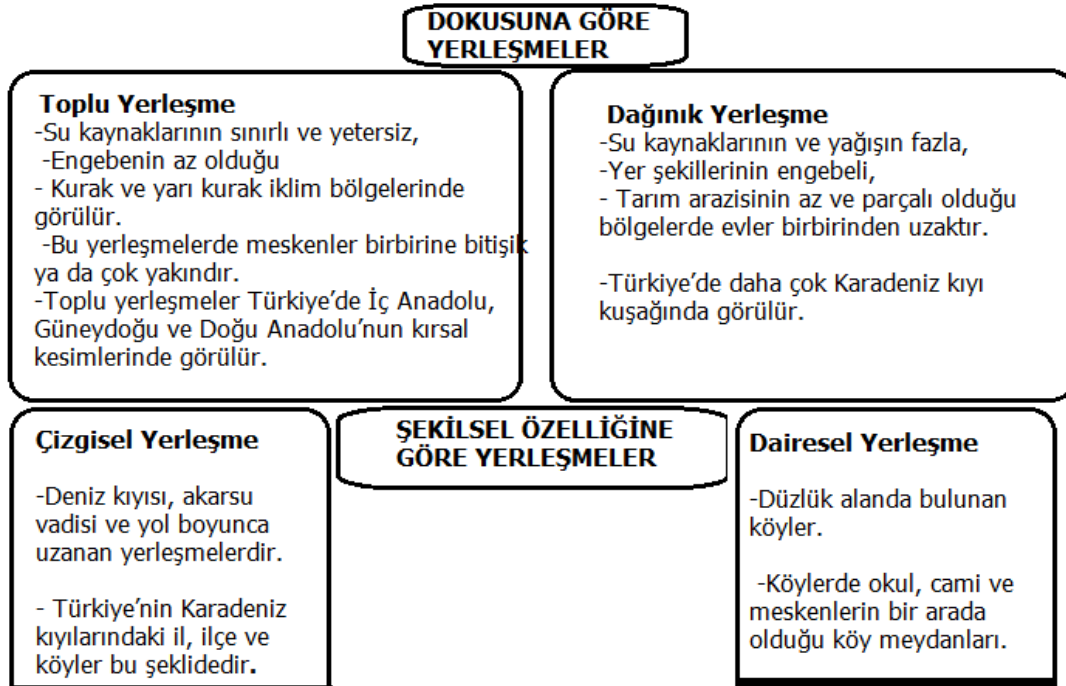 DOKUSUNA GÖRE
YERLEŞMELER
Toplu Yerleşme
-Su kaynaklarının sınırlı ve yetersiz,
-Engebenin az olduğu
- Kurak ve yarı kurak iklim bölgelerinde
görülür.
-Bu yerleşmelerde meskenler birbirine bitişik
ya da çok yakındır.
-Toplu yerleşmeler Türkiye’de İç Anadolu,
Güneydoğu ve Doğu Anadolu’nun kırsal
kesimlerinde görülür.
Dağınık Yerleşme
-Su kaynaklarının ve yağışın fazla,
-Yer şekillerinin engebeli,
- Tarım arazisinin az ve parçalı olduğu
bölgelerde evler birbirinden uzaktır.
-Türkiye’de daha çok Karadeniz kıyı
kuşağında görülür.
ŞEKİLSEL ÖZELLİĞİNE
GÖRE YERLEŞMELER
Çizgisel Yerleşme
-Deniz kıyısı, akarsu
vadisi ve yol boyunca
uzanan yerleşmelerdir.
- Türkiye’nin Karadeniz
kıyılarındaki il, ilçe ve
köyler bu şeklidedir.
Dairesel Yerleşme
-Düzlük alanda bulunan
köyler.
-Köylerde okul, cami ve
meskenlerin bir arada
olduğu köy meydanları.